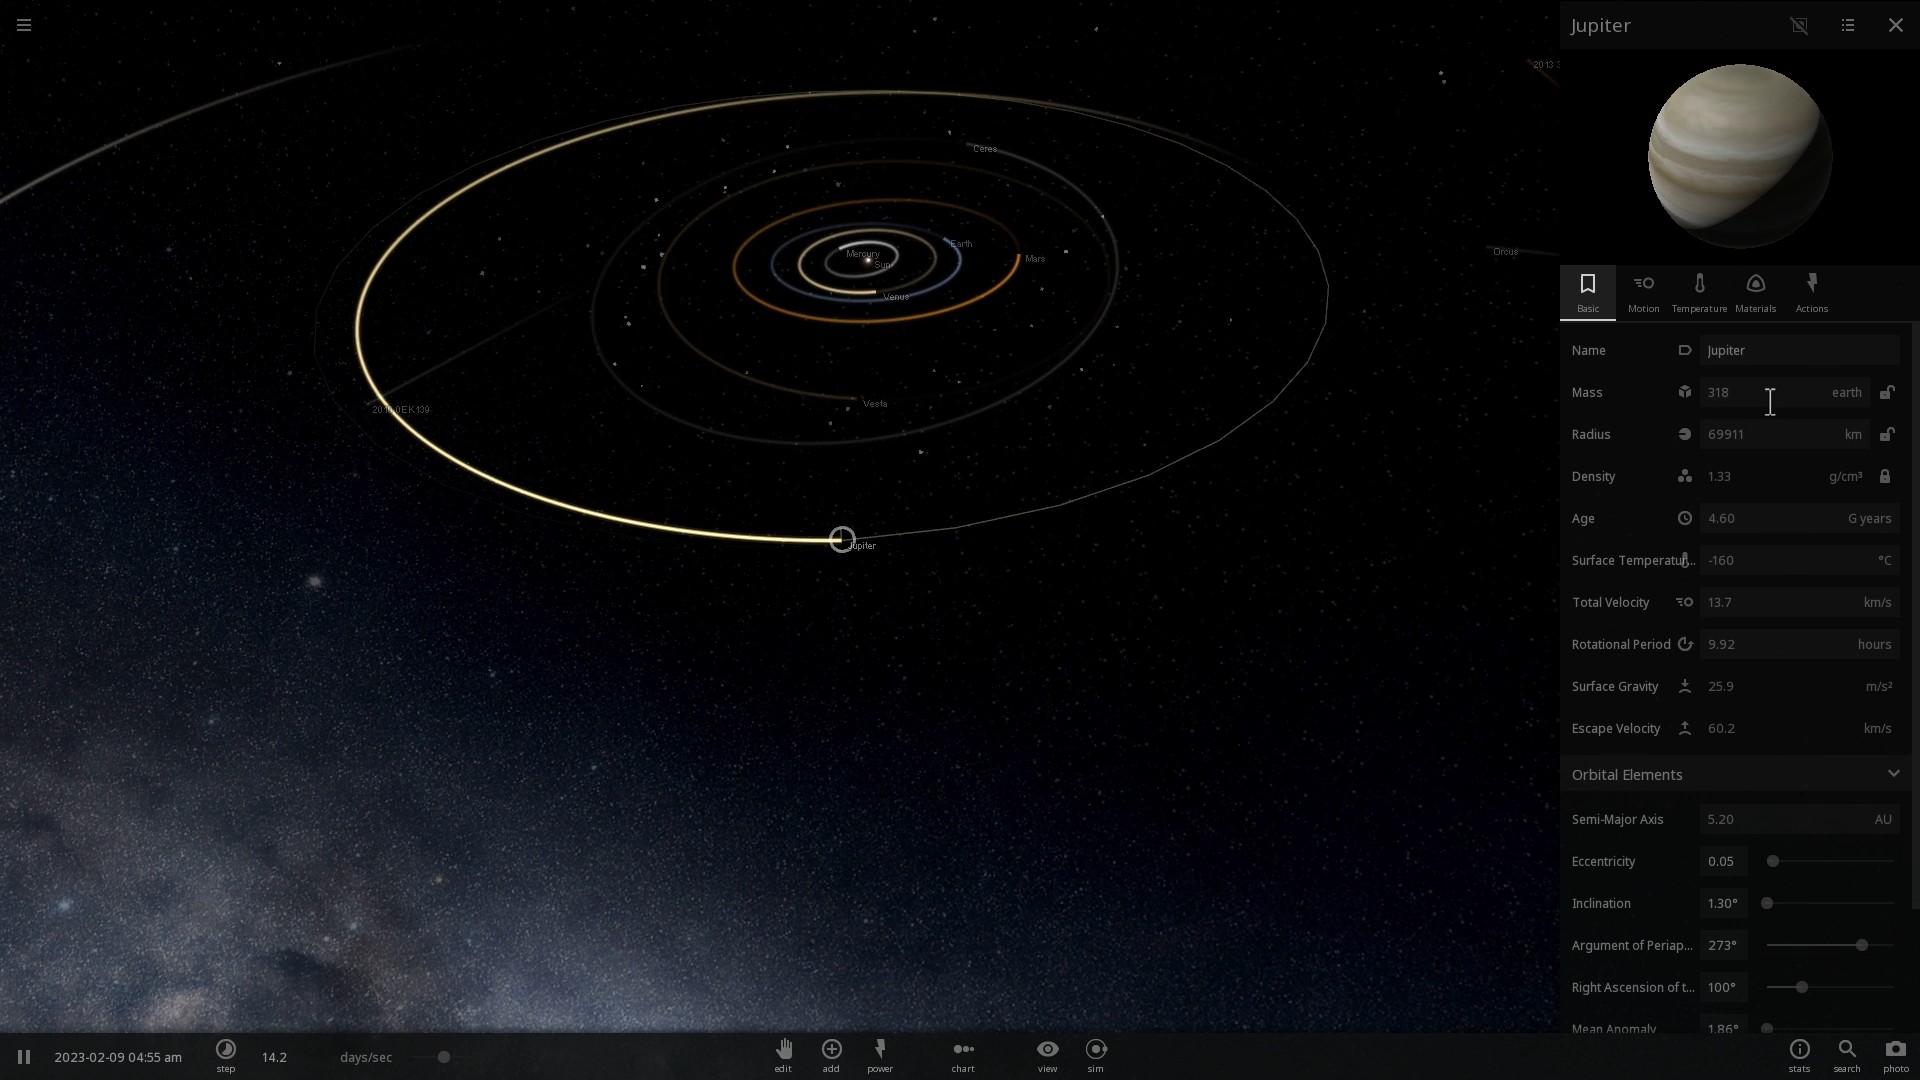 Jupiter
2013
Ceres
Earth
Mercury
Sun
Mars
Orcus
Venus
Vesta
Jupiter
Basic
Motion
Temperature
Materials
Actions
Name Jupiter
Mass 318 earth
Radius 69911 km
Density 1.33 g/cm³
Age 4.60 G years
Surface Temperatur... -160 °C
Total Velocity 13.7 km/s
Rotational Period 9.92 hours
Surface Gravity 25.9 m/s²
Escape Velocity 60.2 km/s
Orbital Elements
Semi-Major Axis 5.20 AU
Eccentricity 0.05
Inclination 1.30°
Argument of Periap... 273°
Right Ascension of t... 100°
Mean Anomaly 1.86°
2023-02-09 04:55 am
step
14.2 days/sec
edit
add
power
chart
view
sim
stats
search
photo